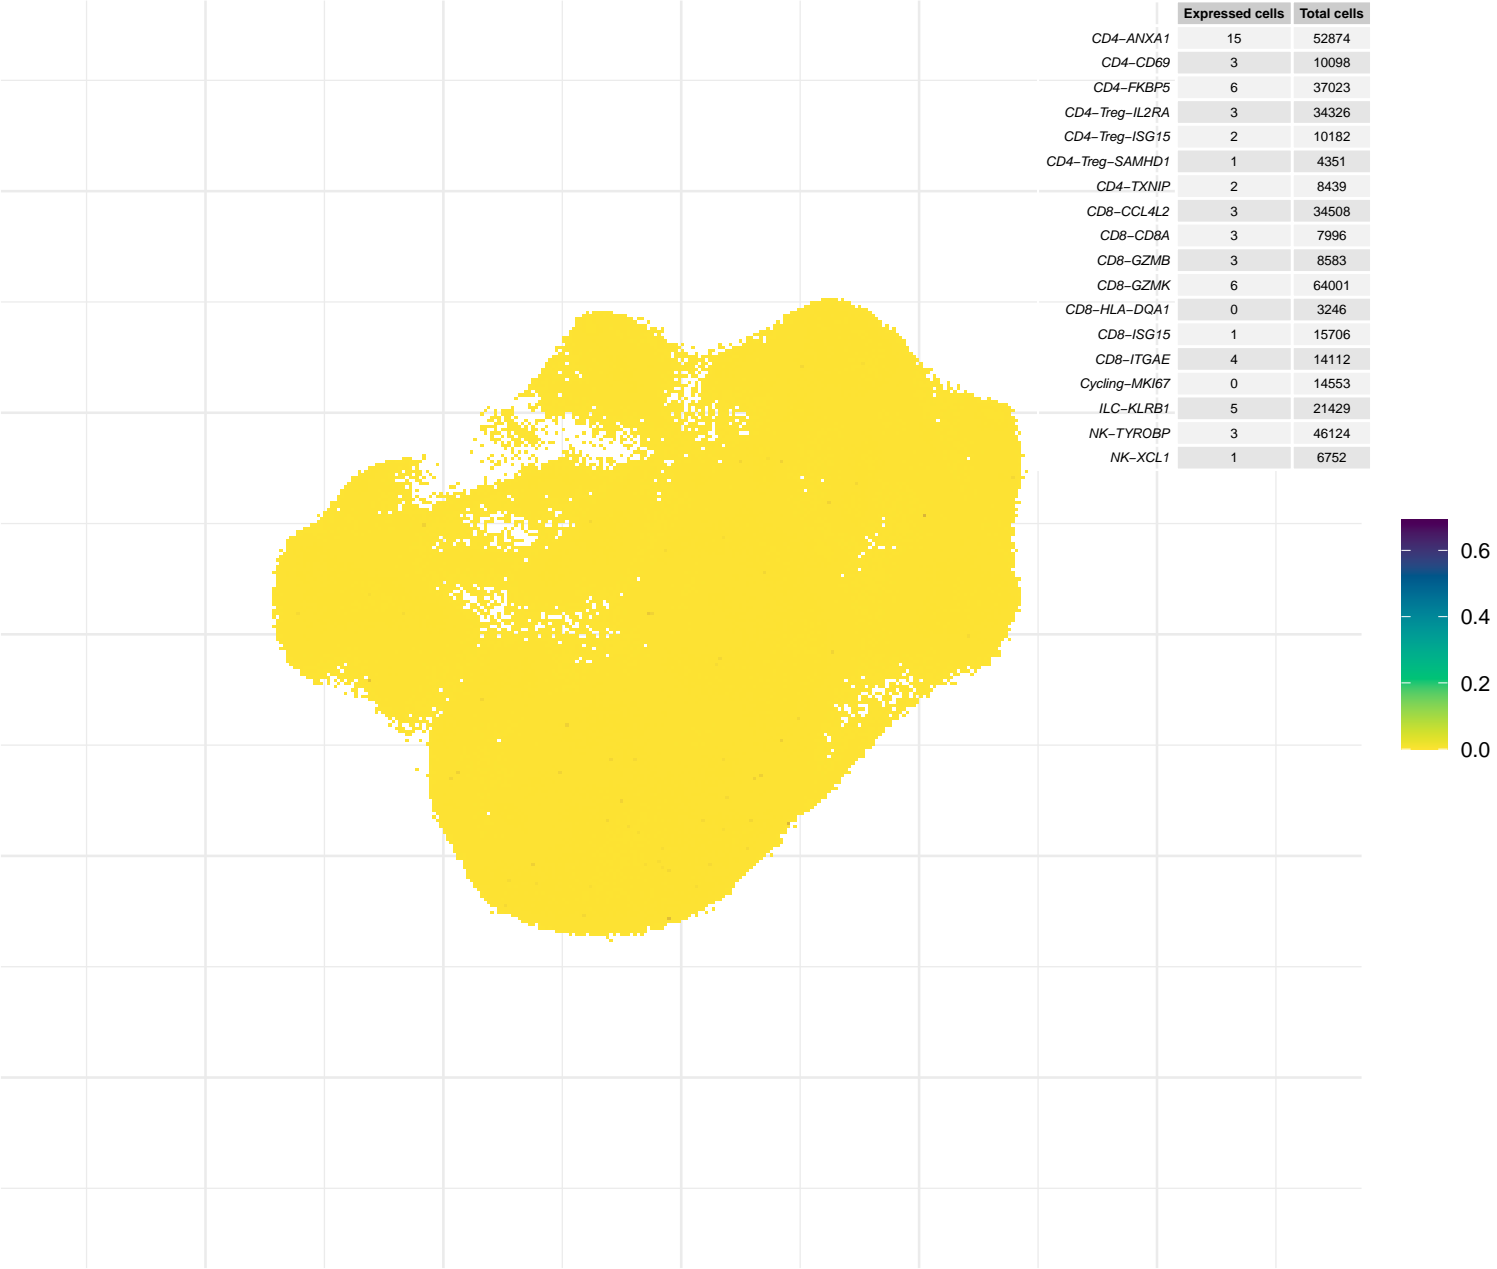 Expressed cells Total cells
CD4−ANXA1 15 52874
CD4−CD69 3 10098
CD4−FKBP5 6 37023
CD4−Treg−IL2RA 3 34326
CD4−Treg−ISG15 2 10182
CD4−Treg−SAMHD1 1 4351
CD4−TXNIP 2 8439
CD8−CCL4L2 3 34508
CD8−CD8A 3 7996
CD8−GZMB 3 8583
CD8−GZMK 6 64001
CD8−HLA−DQA1 0 3246
CD8−ISG15 1 15706
CD8−ITGAE 4 14112
Cycling−MKI67 0 14553
ILC−KLRB1 5 21429
NK−TYROBP 3 46124
NK−XCL1 1 6752
0.6
0.4
0.2
0.0